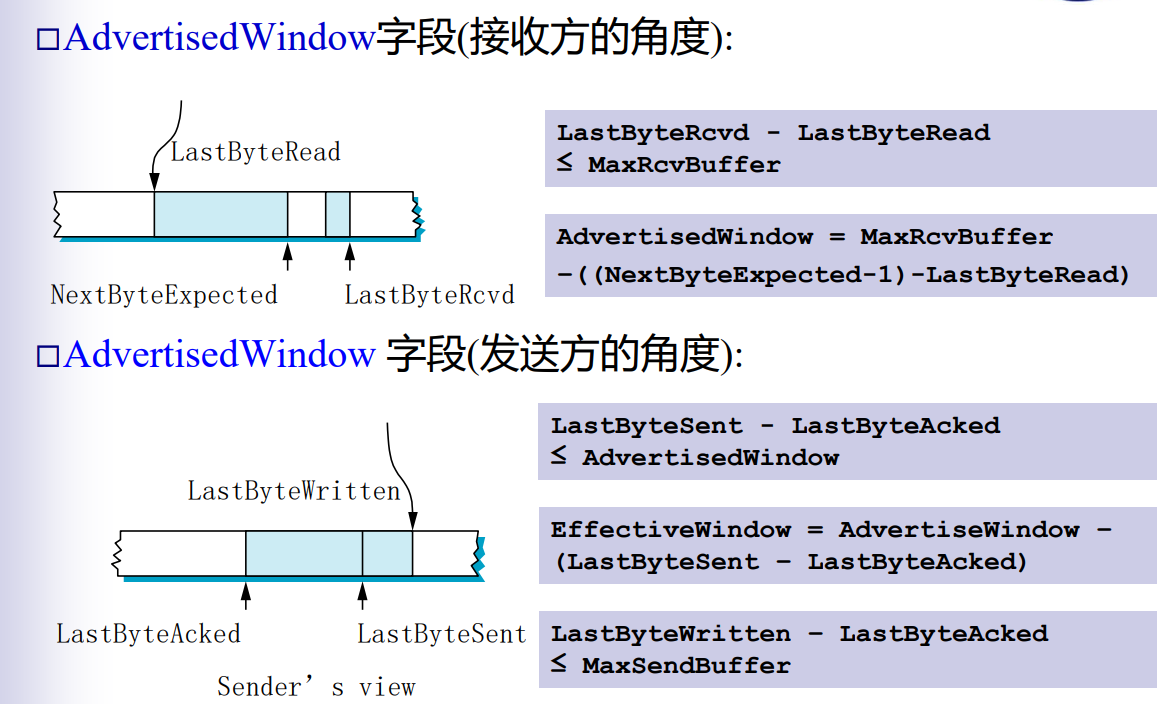 AdvertisedWindow字段(接收方的角度):
LastByteRead
NextByteExpected
LastByteRcvd
LastByteRcvd - LastByteRead
≤ MaxRcvBuffer
AdvertisedWindow = MaxRcvBuffer
–((NextByteExpected-1)-LastByteRead)
AdvertisedWindow 字段(发送方的角度):
LastByteWritten
LastByteAcked
LastByteSent
Sender's view
LastByteSent - LastByteAcked
≤ AdvertisedWindow
EffectiveWindow = AdvertiseWindow –
(LastByteSent – LastByteAcked)
LastByteWritten – LastByteAcked
≤ MaxSendBuffer